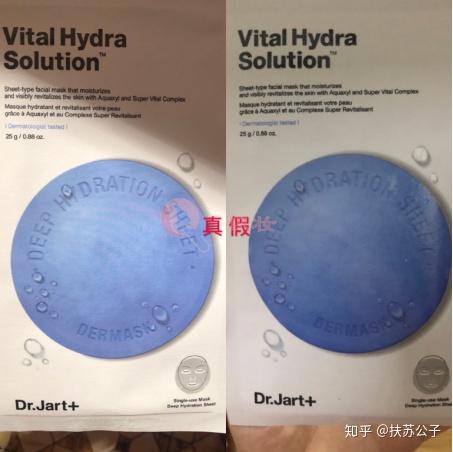 Vital Hydra
Solution™
Sheet-type facial mask that moisturizes
and visibly revitalizes the skin with Aquaxyl and Super Vital Complex
Masque hydratant et revitalisant votre peau
grâce à Aquaxyl et au Complexe Super Revitalisant
| Dermatologist tested |
25 g / 0.88 oz.
DEEP HYDRATION SHEET
DERMASK
Single-use Mask
Deep Hydration Sheet
Dr.Jart+
Vital Hydra
Solution™
Sheet-type facial mask that moisturizes
and visibly revitalizes the skin with Aquaxyl and Super Vital Complex
Masque hydratant et revitalisant votre peau
grâce à Aquaxyl et au Complexe Super Revitalisant
| Dermatologist tested |
25 g / 0.88 oz.
DEEP HYDRATION SHEET
DERMASK
Single-use Mask
Deep Hydration Sheet
Dr.Jart+
真假妆
知乎 @扶苏公子